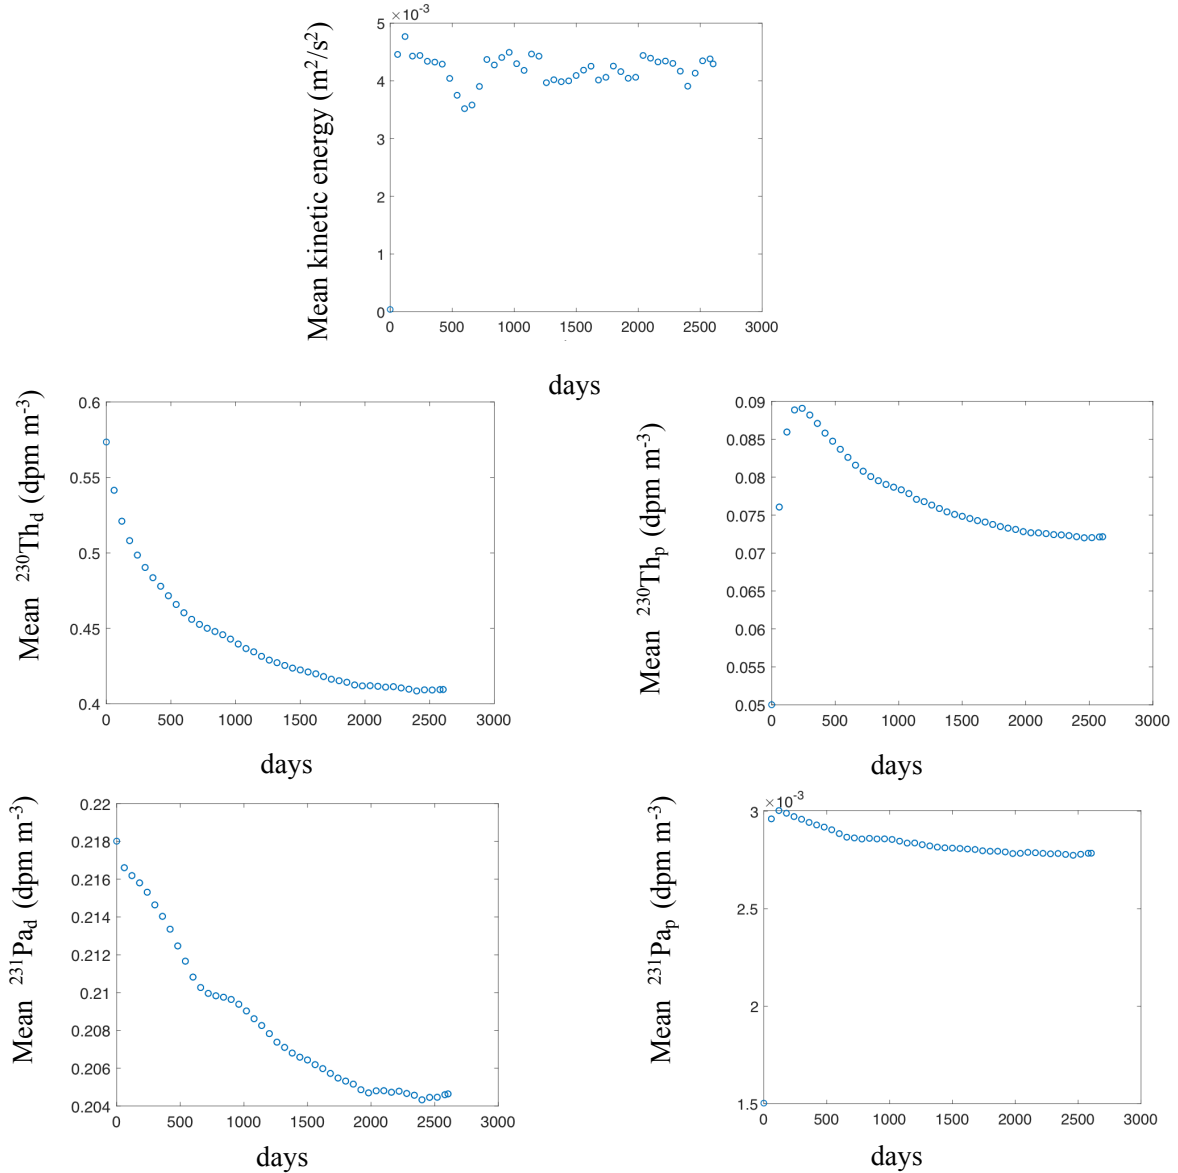 ×10⁻³
5
4
3
2
1
0
0 500 1000 1500 2000 2500 3000
Mean kinetic energy (m²/s²)
days
0.6
0.55
0.5
0.45
0.4
0 500 1000 1500 2000 2500 3000
Mean ²³⁰Th_d (dpm m⁻³)
days
0.09
0.085
0.08
0.075
0.07
0.065
0.06
0.055
0.05
0 500 1000 1500 2000 2500 3000
Mean ²³⁰Th_p (dpm m⁻³)
days
0.22
0.218
0.216
0.214
0.212
0.21
0.208
0.206
0.204
0 500 1000 1500 2000 2500 3000
Mean ²³¹Pa_d (dpm m⁻³)
days
×10⁻³
3
2.5
2
1.5
0 500 1000 1500 2000 2500 3000
Mean ²³¹Pa_p (dpm m⁻³)
days